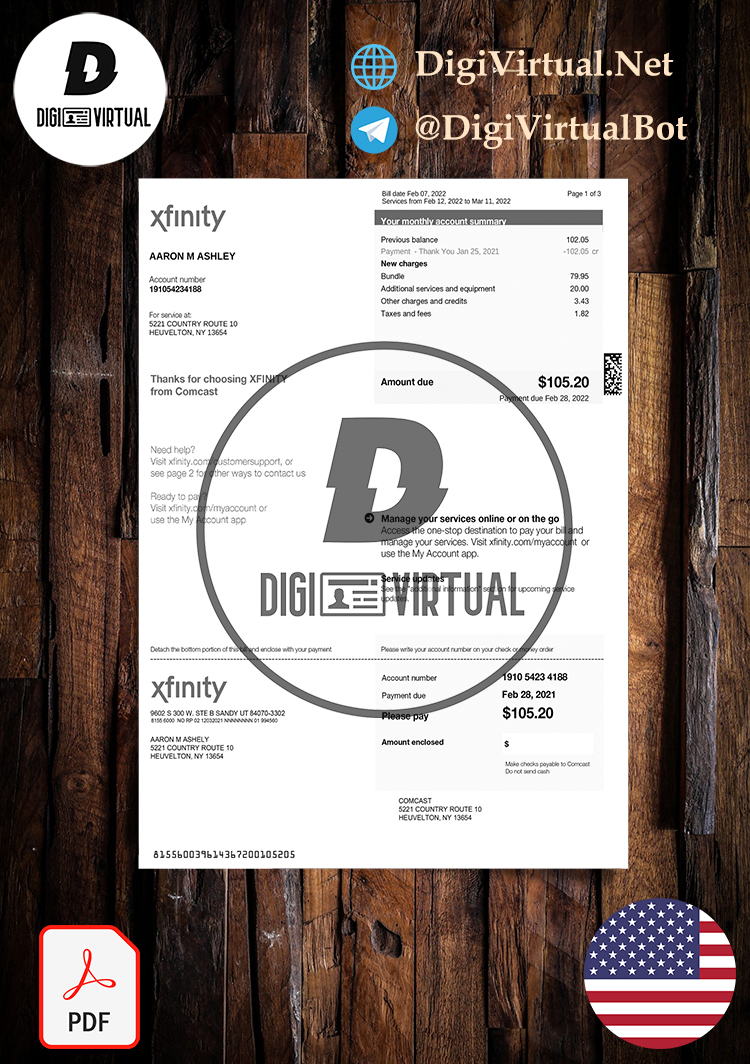 D
DIGI VIRTUAL
DigiVirtual.Net
@DigiVirtualBot
Bill date Feb 07, 2022
Services from Feb 12, 2022 to Mar 11, 2022
Page 1 of 3
xfinity
Your monthly account summary
AARON M ASHLEY
Account number
191054234188
For service at:
5221 COUNTRY ROUTE 10
HEUVELTON, NY 13654
Previous balance 102.05
Payment - Thank You Jan 25, 2021 -102.05 cr
New charges
Bundle 79.95
Additional services and equipment 20.00
Other charges and credits 3.43
Taxes and fees 1.82
Thanks for choosing XFINITY
from Comcast
Amount due $105.20
Payment due Feb 28, 2022
Need help?
Visit xfinity.com/customersupport, or
see page 2 for other ways to contact us
Ready to pay?
Visit xfinity.com/myaccount or
use the My Account app
D
DIGI VIRTUAL
Manage your services online or on the go
Access the one-stop destination to pay your bill and
manage your services. Visit xfinity.com/myaccount or
use the My Account app.
Service updates
See the "additional information" section for upcoming service
updates.
Detach the bottom portion of this bill and enclose with your payment
Please write your account number on your check or money order
xfinity
9602 S 300 W. STE B SANDY UT 84070-3302
8155 6000 NO RP 02 12032021 NNNNNNNN 01 994560
AARON M ASHELY
5221 COUNTRY ROUTE 10
HEUVELTON, NY 13654
Account number 1910 5423 4188
Payment due Feb 28, 2021
Please pay $105.20
Amount enclosed $
Make checks payable to Comcast
Do not send cash
COMCAST
5221 COUNTRY ROUTE 10
HEUVELTON, NY 13654
815560039614367200105205
PDF